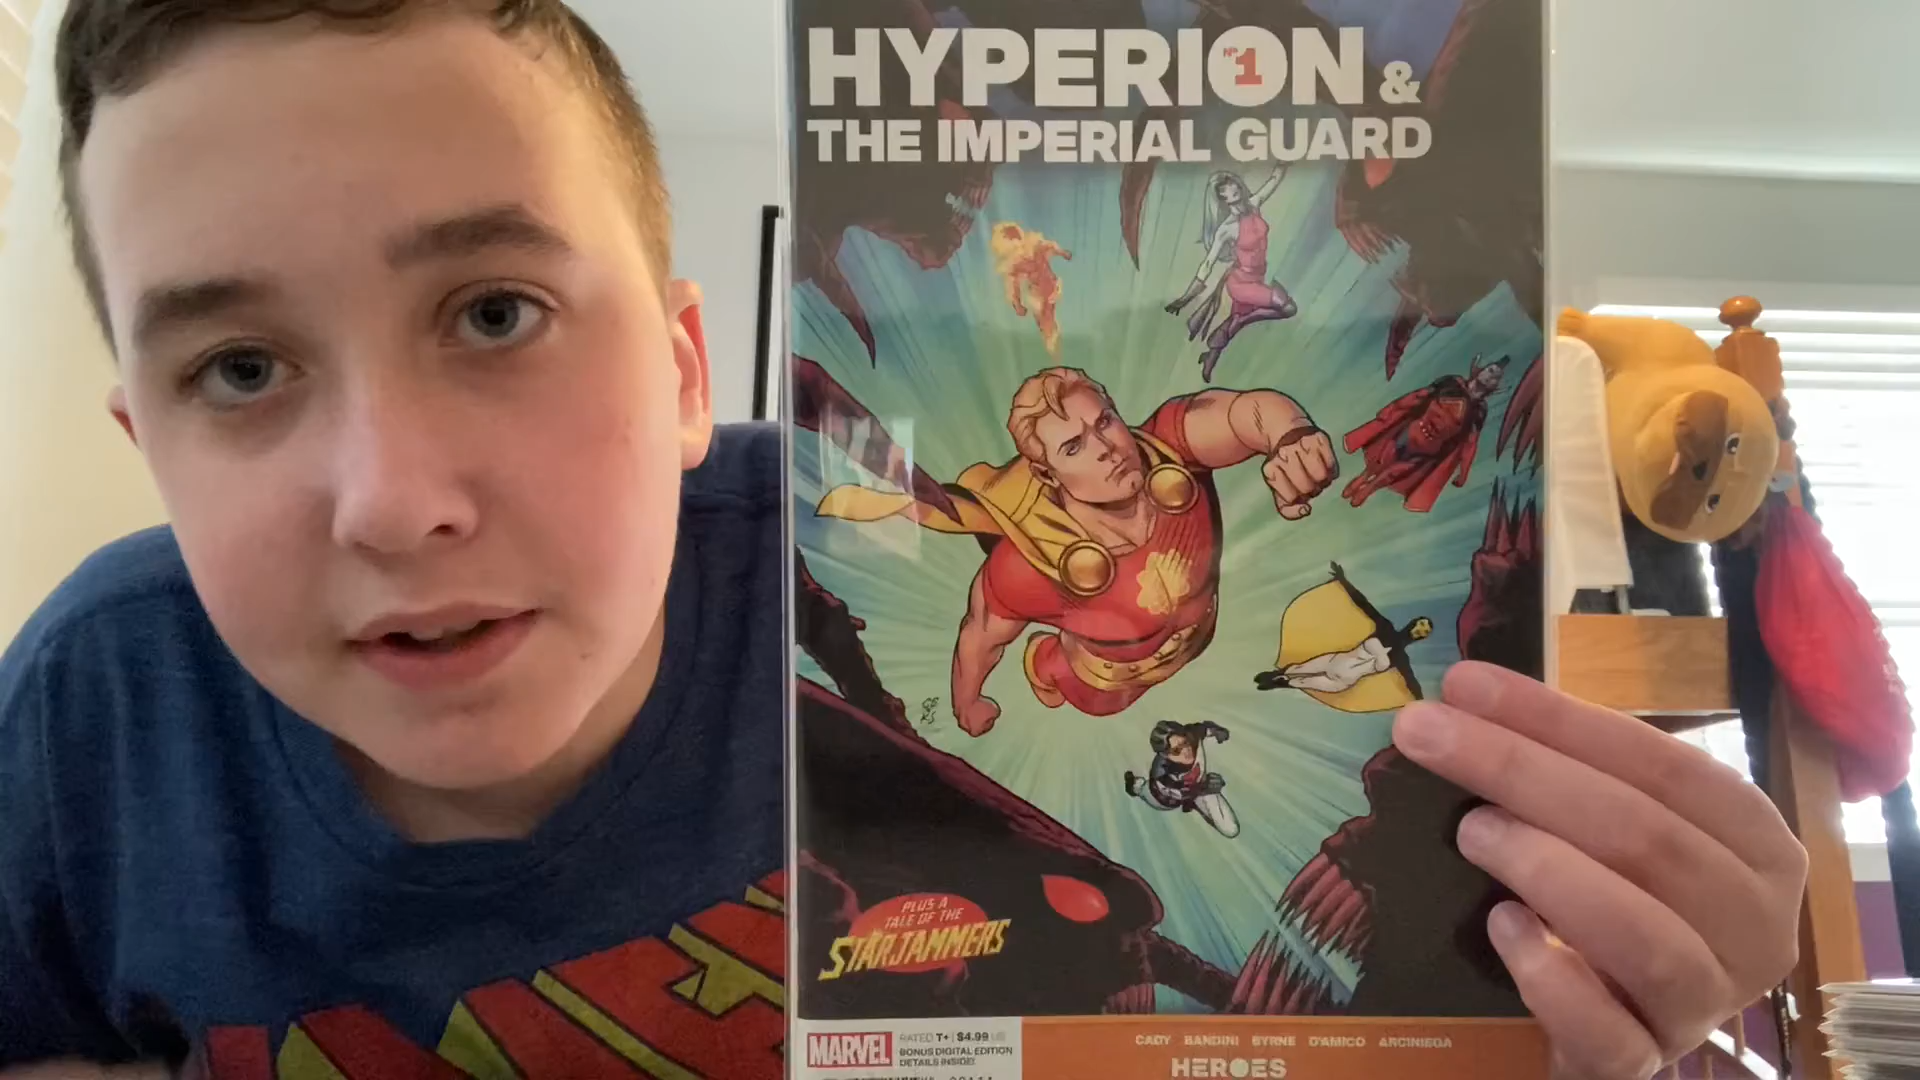 HYPERION &
Nº1
THE IMPERIAL GUARD
PLUS A
TALE OF THE
STARJAMMERS
MARVEL
RATED T+ $4.99 US
BONUS DIGITAL EDITION
DETAILS INSIDE!
CADY BANDINI BYRNE D'AMICO ARCINIEGA
HEROES